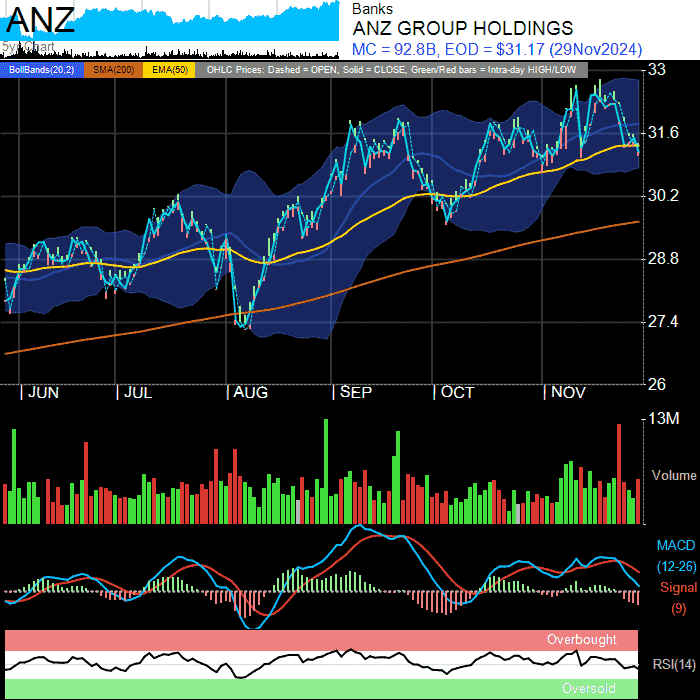 ANZ
5yr Chart
Banks
ANZ GROUP HOLDINGS
MC = 92.8B, EOD = $31.17 (29Nov2024)
BollBands(20,2) SMA(200) EMA(50) OHLC Prices: Dashed = OPEN, Solid = CLOSE, Green/Red bars = Intra-day HIGH/LOW
33
31.6
30.2
28.8
27.4
26
| JUN | JUL | AUG | SEP | OCT | NOV
13M
Volume
MACD
(12-26)
Signal
(9)
Overbought
RSI(14)
Oversold